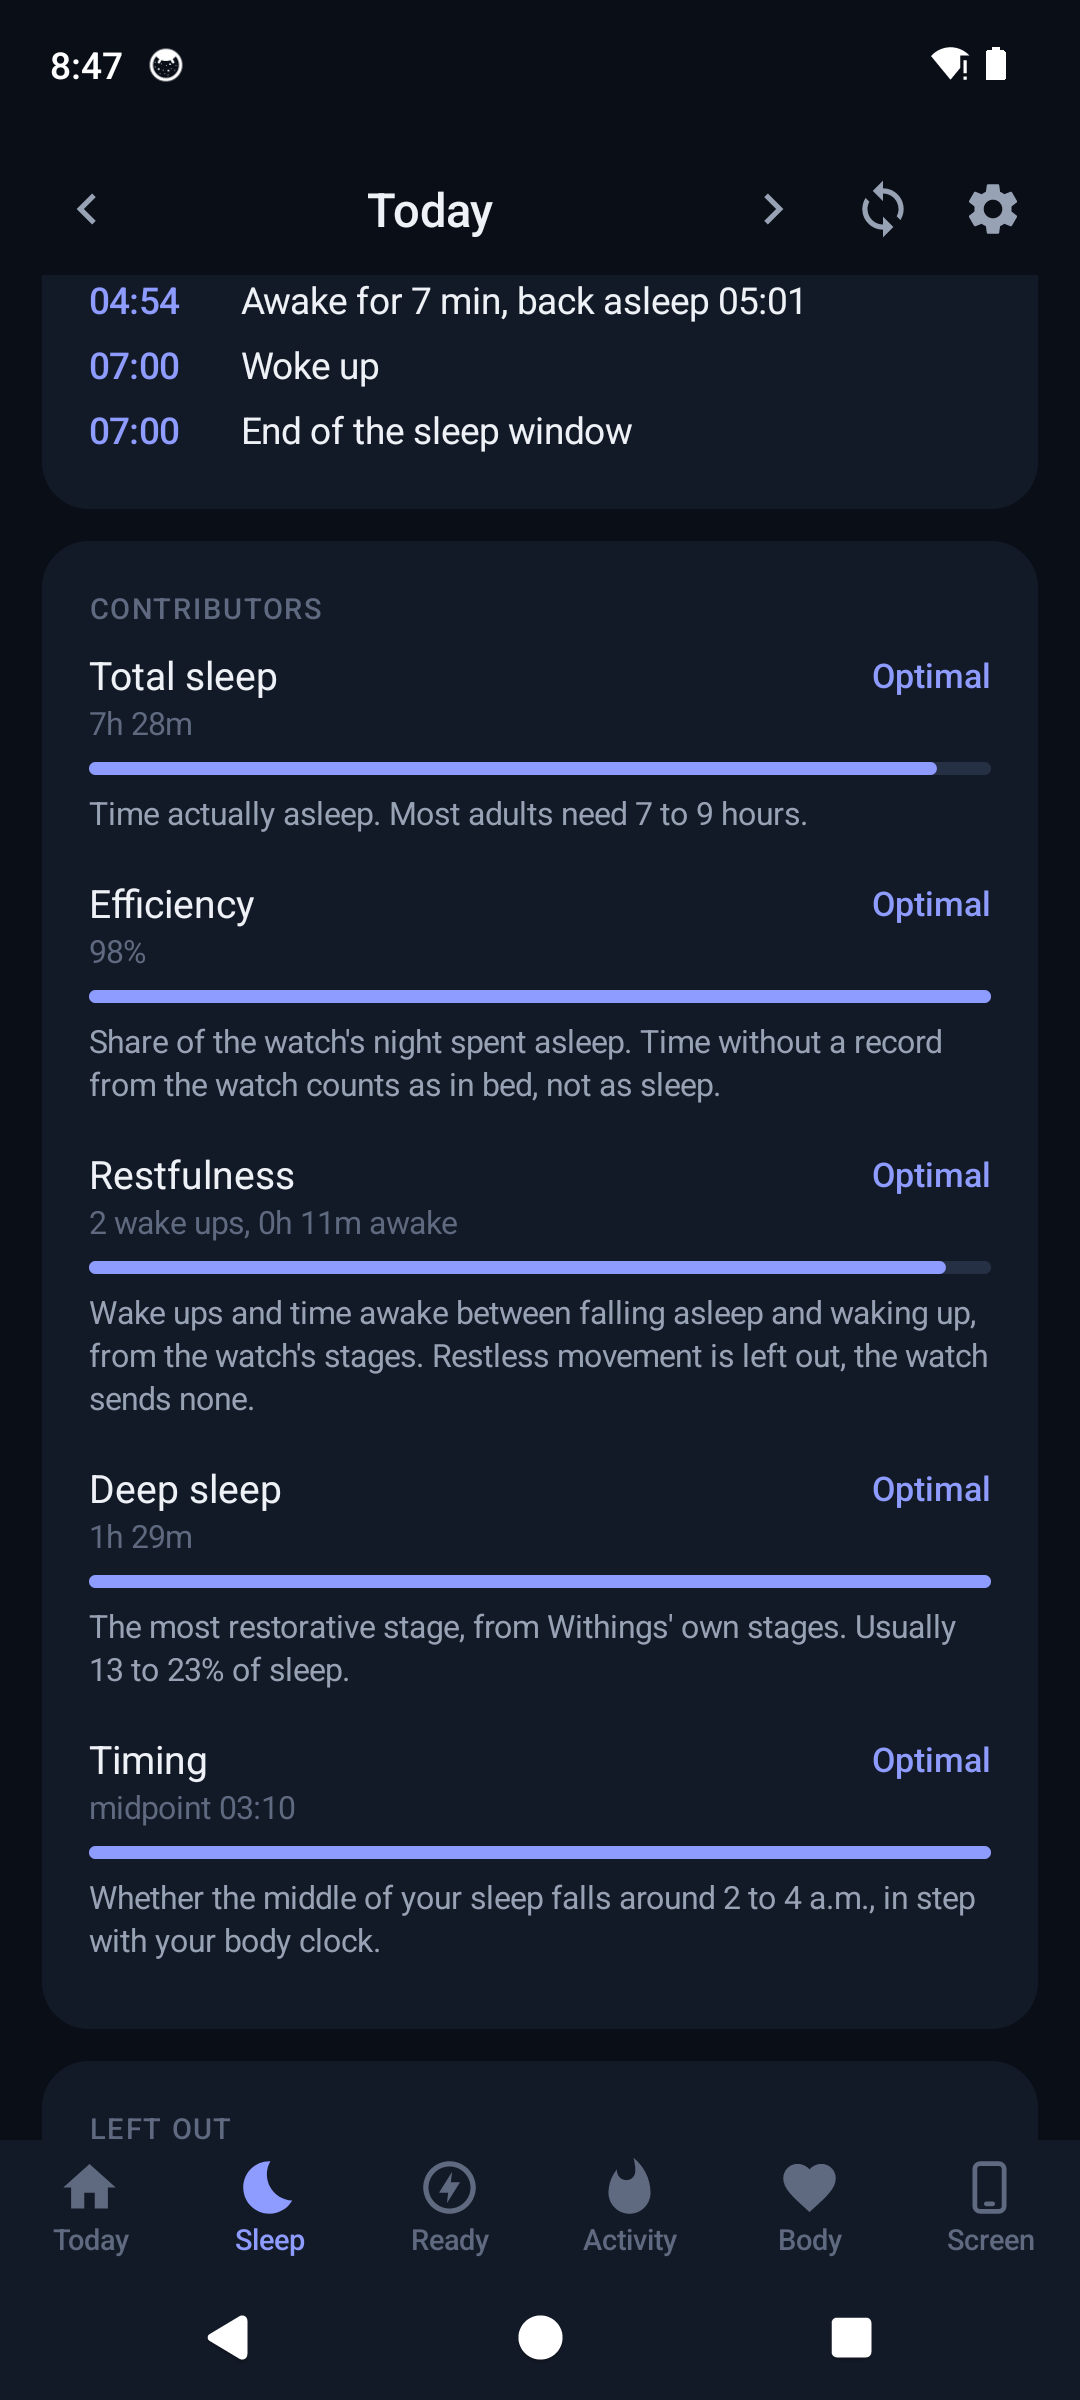 8:47
Today
04:54 Awake for 7 min, back asleep 05:01
07:00 Woke up
07:00 End of the sleep window
CONTRIBUTORS
Total sleep Optimal
7h 28m
Time actually asleep. Most adults need 7 to 9 hours.
Efficiency Optimal
98%
Share of the watch's night spent asleep. Time without a record
from the watch counts as in bed, not as sleep.
Restfulness Optimal
2 wake ups, 0h 11m awake
Wake ups and time awake between falling asleep and waking up,
from the watch's stages. Restless movement is left out, the watch
sends none.
Deep sleep Optimal
1h 29m
The most restorative stage, from Withings' own stages. Usually
13 to 23% of sleep.
Timing Optimal
midpoint 03:10
Whether the middle of your sleep falls around 2 to 4 a.m., in step
with your body clock.
LEFT OUT
Today Sleep Ready Activity Body Screen